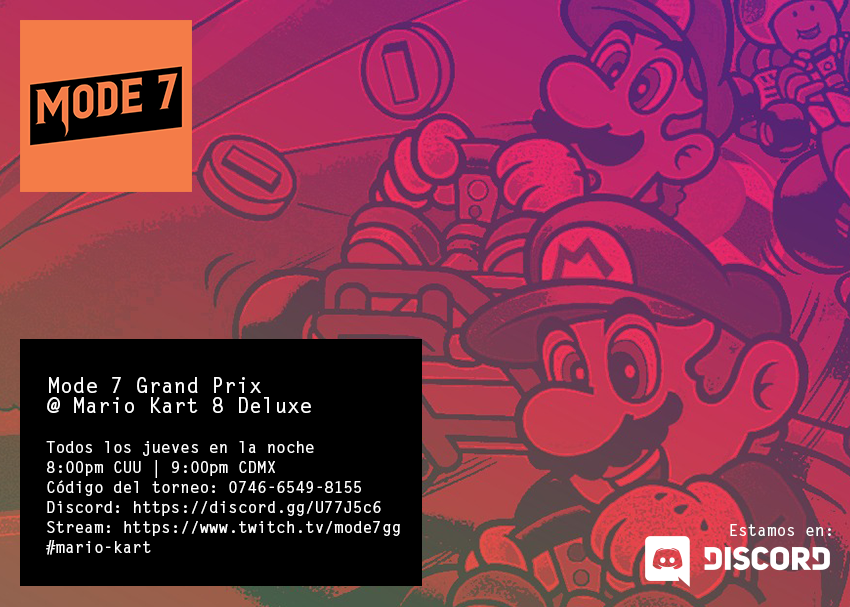 MODE 7
M
Mode 7 Grand Prix
@ Mario Kart 8 Deluxe
Todos los jueves en la noche
8:00pm CUU | 9:00pm CDMX
Código del torneo: 0746-6549-8155
Discord: https://discord.gg/U77J5c6
Stream: https://www.twitch.tv/mode7gg
#mario-kart
Estamos en:
DISCORD